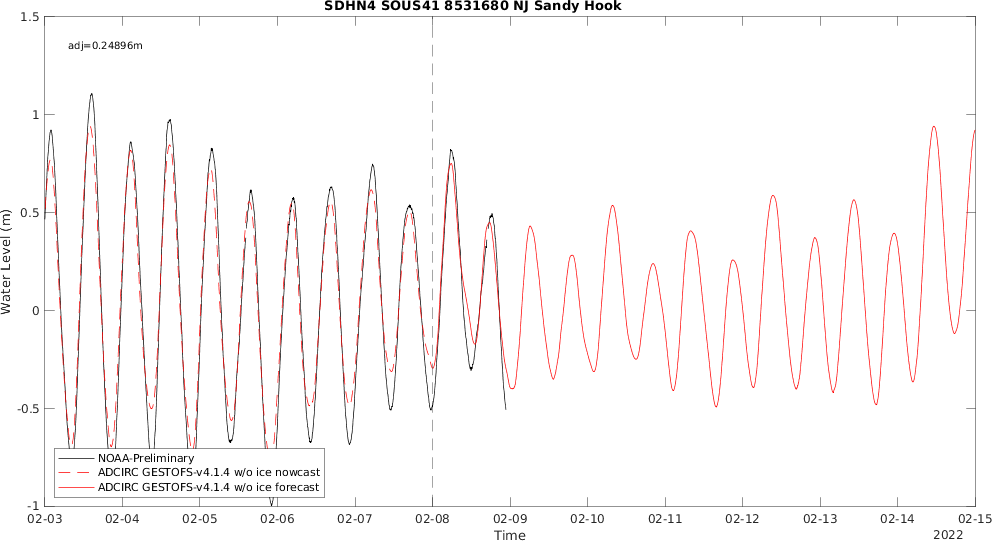 SDHN4 SOUS41 8531680 NJ Sandy Hook
adj=0.24896m
Water Level (m)
1.5
1
0.5
0
-0.5
-1
NOAA-Preliminary
ADCIRC GESTOFS-v4.1.4 w/o ice nowcast
ADCIRC GESTOFS-v4.1.4 w/o ice forecast
02-03 02-04 02-05 02-06 02-07 02-08 02-09 02-10 02-11 02-12 02-13 02-14 02-15
Time
2022